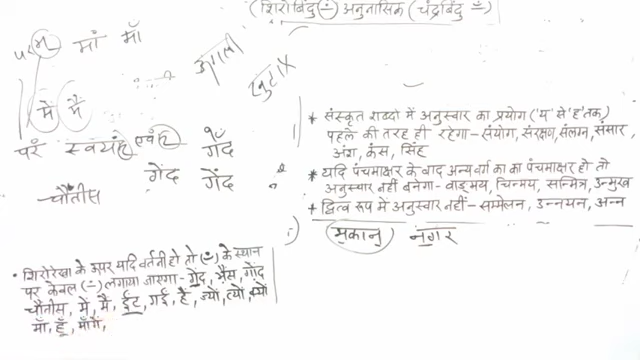 (शिरोबिंदु (ं) अनुनासिक (चंद्रबिंदु ँ)
मां माँ
अगली
में मैं
परं स्वयंहे एवंहे गेँद
गेंद गेंद
चौंतीस
* संस्कृत शब्दों में अनुस्वार का प्रयोग ('य' से 'ह' तक)
पहले की तरह ही रहेगा - संयोग, संरक्षण, संलग्न, संसार
अंश, कंस, सिंह
* यदि पंचमाक्षर के बाद अन्य वर्ग का का पंचमाक्षर हो तो
अनुस्वार नहीं बनेगा - वाङ्मय, चिन्मय, सन्मित्र, उन्मुख
* द्वित्व रूप में अनुस्वार नहीं - सम्मेलन, उन्नयन, अन्न
मुकानु नगर
• शिरोरेखा के ऊपर यदि वर्तनी हो तो (ँ) के स्थान
पर केवल (ं) लगाया जाएगा - गेंद, भैंस, गोंद
चौंतीस, में, मैं, ईंट, गई, हैं, ज्यों, त्यों, क्यों
माँ, हूँ, माँगें,